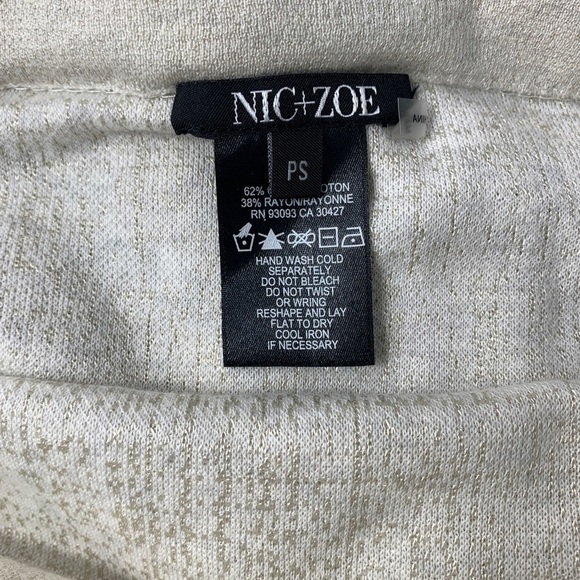 NIC+ZOE
PS
62% OTON
38% RAYON/RAYONNE
RN 93093 CA 30427
HAND WASH COLD
SEPARATELY
DO NOT BLEACH
DO NOT TWIST
OR WRING
RESHAPE AND LAY
FLAT TO DRY
COOL IRON
IF NECESSARY